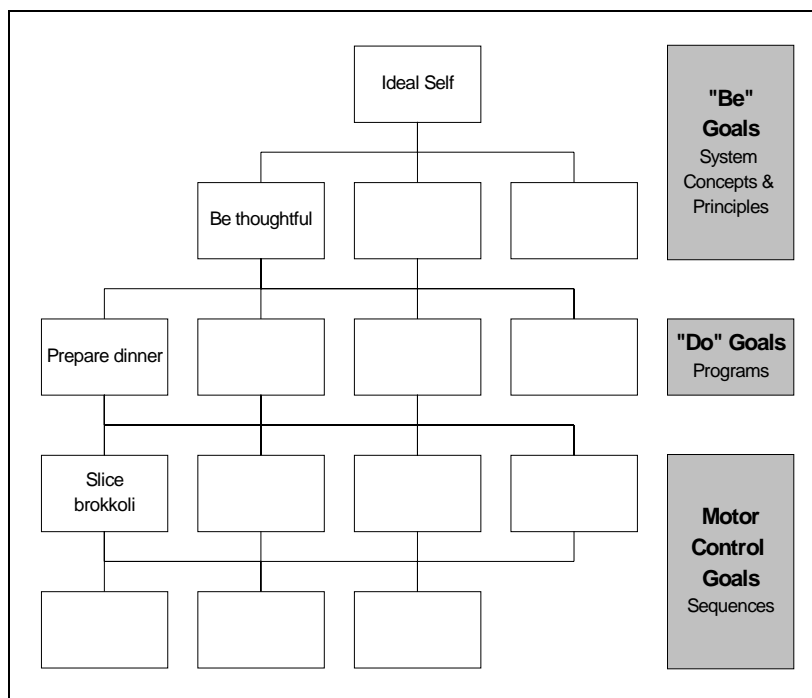 Ideal Self
"Be"
Goals
System
Concepts &
Principles
Be thoughtful
Prepare dinner
"Do" Goals
Programs
Slice
brokkoli
Motor
Control
Goals
Sequences